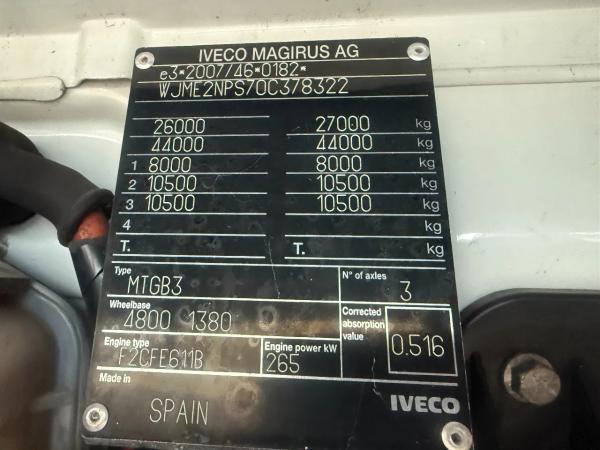 IVECO MAGIRUS AG
e3*2007/46*0182*
WJME2NPS70C378322
26000 27000 kg
44000 44000 kg
1 8000 8000 kg
2 10500 10500 kg
3 10500 10500 kg
4 kg
T. T. kg
Type MTGB3 N° of axles 3
Wheelbase 4800 1380 Corrected absorption value 0.516
Engine type F2CFE611B Engine power kW 265
Made in SPAIN IVECO